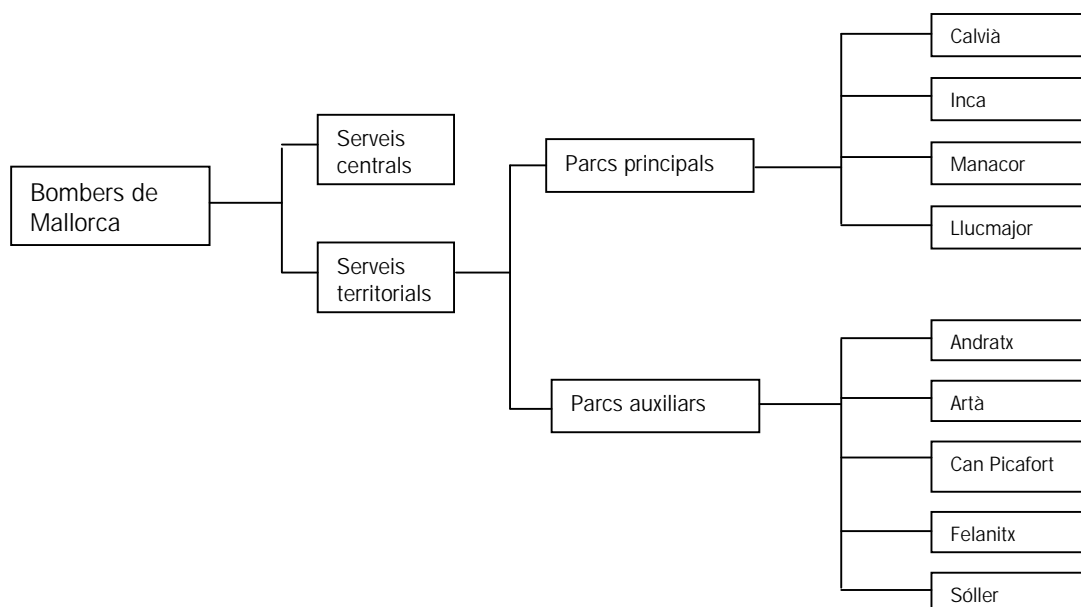 Bombers de
Mallorca
Serveis
centrals
Serveis
territorials
Parcs principals
Parcs auxiliars
Calvià
Inca
Manacor
Llucmajor
Andratx
Artà
Can Picafort
Felanitx
Sóller